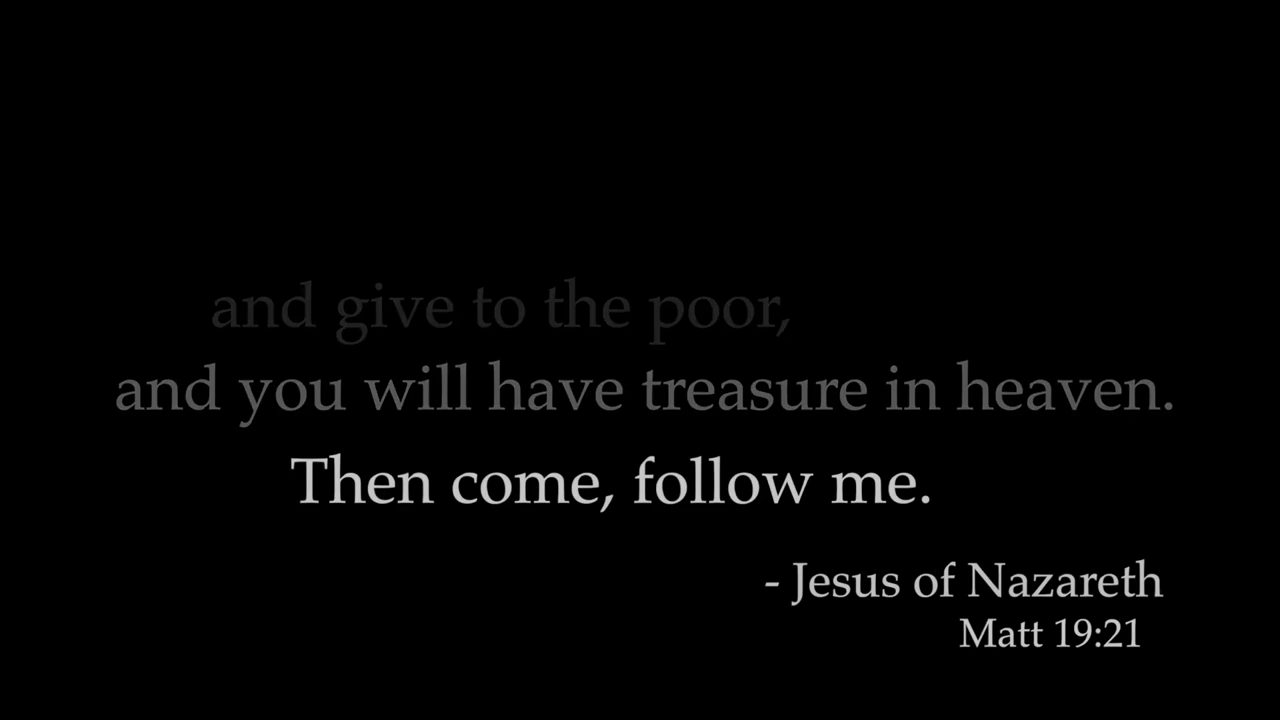 and give to the poor,
and you will have treasure in heaven.
Then come, follow me.
- Jesus of Nazareth
Matt 19:21